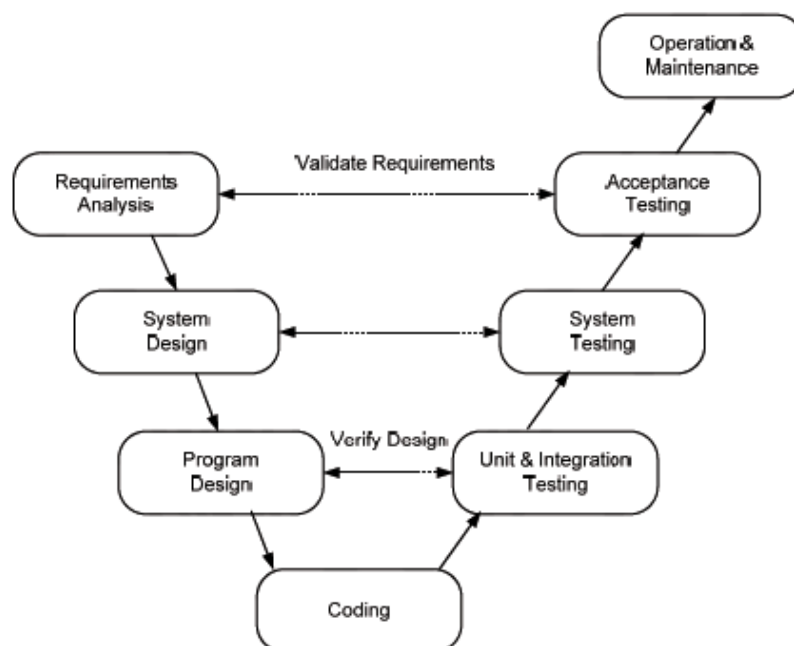 Operation &
Maintenance
Validate Requirements
Requirements
Analysis
Acceptance
Testing
System
Design
System
Testing
Verify Design
Program
Design
Unit & Integration
Testing
Coding